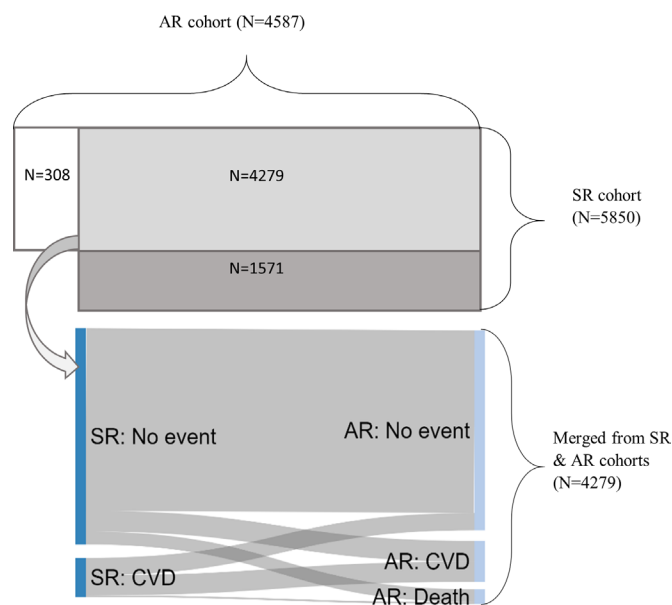 AR cohort (N=4587)
N=308
N=4279
SR cohort
(N=5850)
N=1571
SR: No event
AR: No event
Merged from SR
& AR cohorts
(N=4279)
SR: CVD
AR: CVD
AR: Death